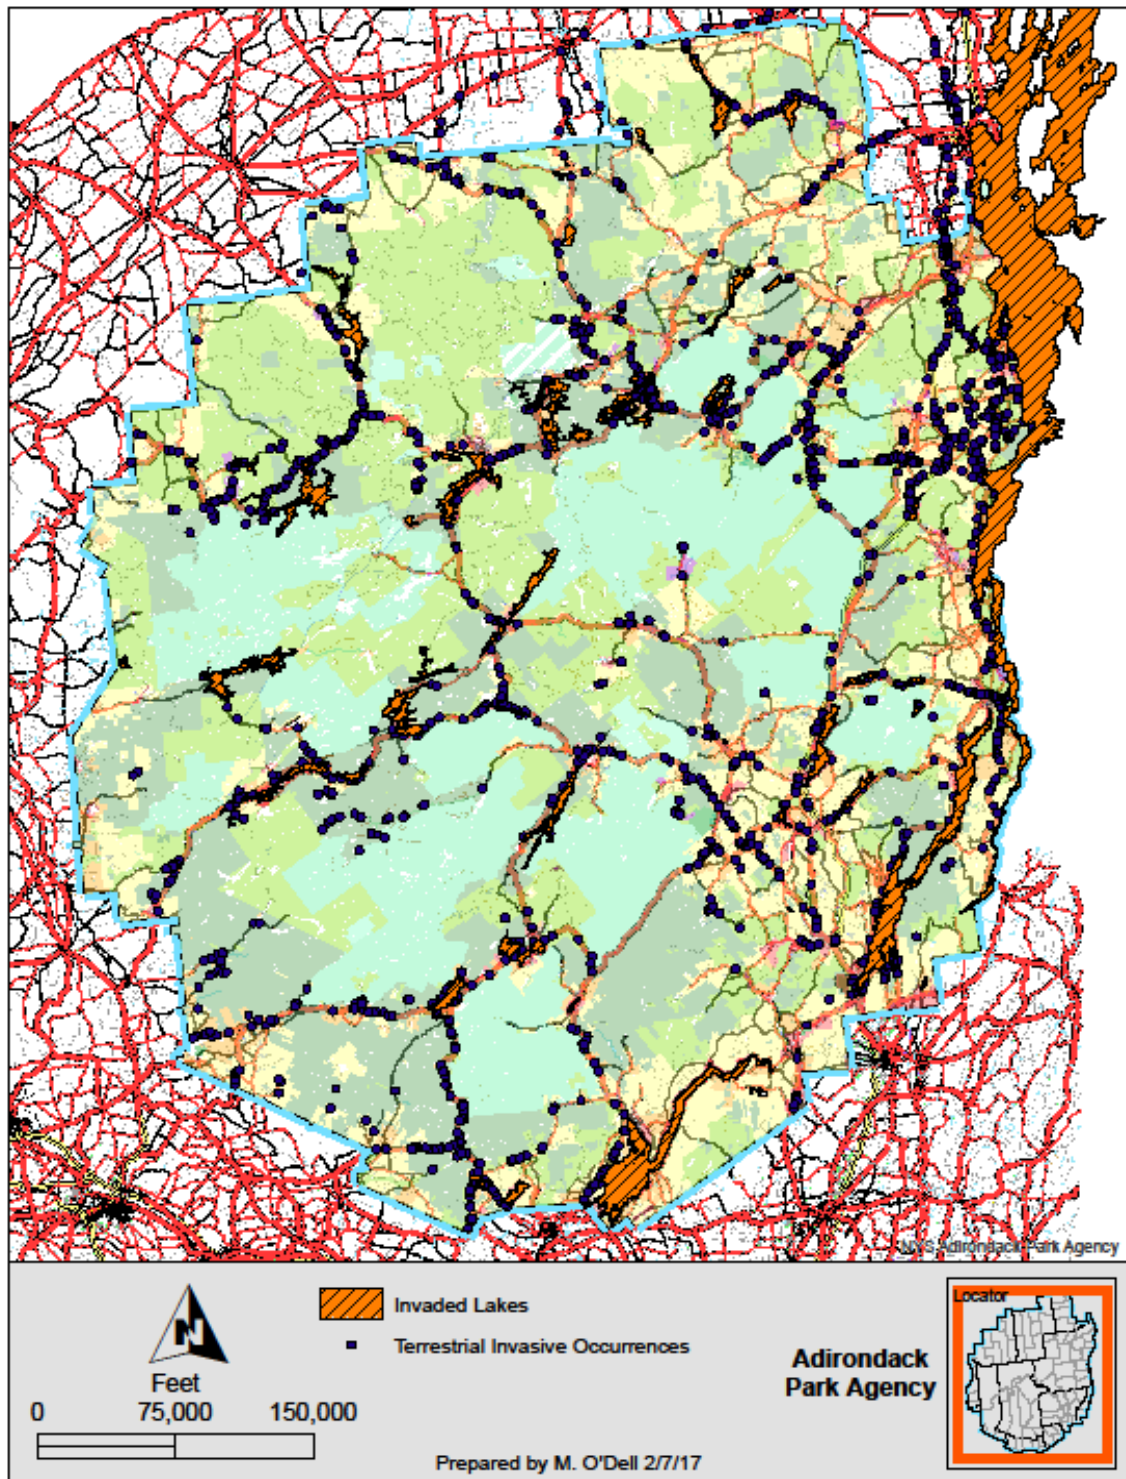 NYS Adirondack Park Agency
Locator
Invaded Lakes
Terrestrial Invasive Occurrences
N
Adirondack
Park Agency
Feet
0 75,000 150,000
Prepared by M. O'Dell 2/7/17